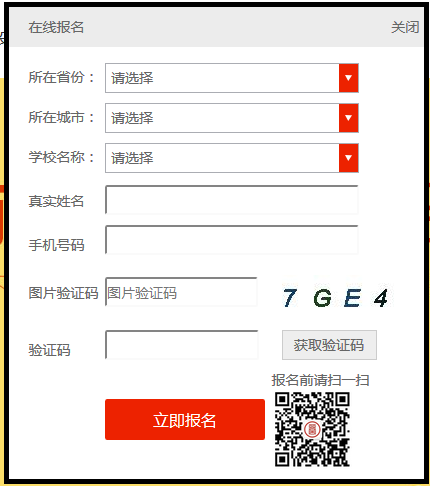 在线报名 关闭
所在省份： 请选择
所在城市： 请选择
学校名称： 请选择
真实姓名
手机号码
图片验证码 图片验证码 7 G E 4
验证码 获取验证码
报名前请扫一扫
立即报名